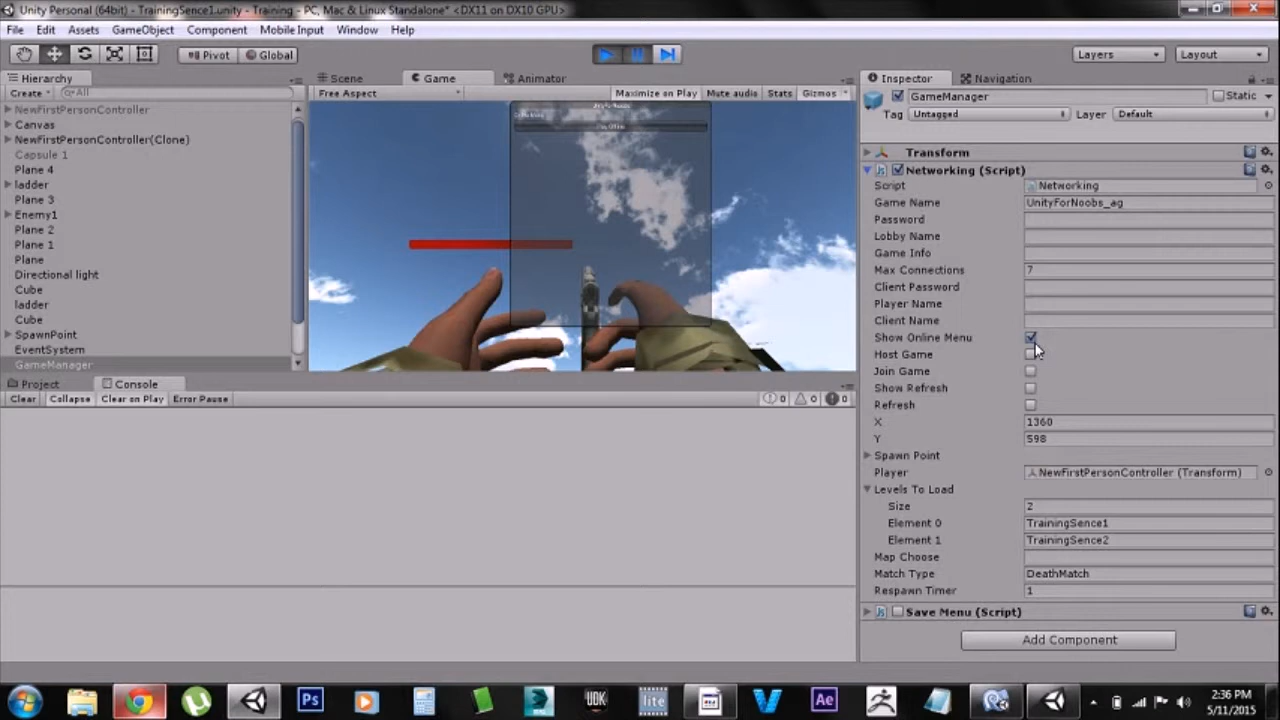 Unity Personal (64bit) - TrainingSence1.unity - Training - PC, Mac & Linux Standalone* <DX11 on DX10 GPU>
File Edit Assets GameObject Component Mobile Input Window Help
Pivot Global Layers Layout
Hierarchy
Create All
NewFirstPersonController
Canvas
NewFirstPersonController(Clone)
Capsule 1
Plane 4
ladder
Plane 3
Enemy1
Plane 2
Plane 1
Plane
Directional light
Cube
ladder
Cube
SpawnPoint
EventSystem
GameManager
Scene Game Animator
Free Aspect Maximize on Play Mute audio Stats Gizmos
Project Console
Clear Collapse Clear on Play Error Pause 0 0 0
Inspector Navigation
GameManager Static
Tag Untagged Layer Default
Transform
Networking (Script)
Script Networking
Game Name UnityForNoobs_ag
Password
Lobby Name
Game Info
Max Connections 7
Client Password
Player Name
Client Name
Show Online Menu
Host Game
Join Game
Show Refresh
Refresh
X 1360
Y 598
Spawn Point
Player NewFirstPersonController (Transform)
Levels To Load
Size 2
Element 0 TrainingSence1
Element 1 TrainingSence2
Map Choose
Match Type DeathMatch
Respawn Timer 1
Save Menu (Script)
Add Component
Ps UDK lite Ae
2:36 PM
5/11/2015